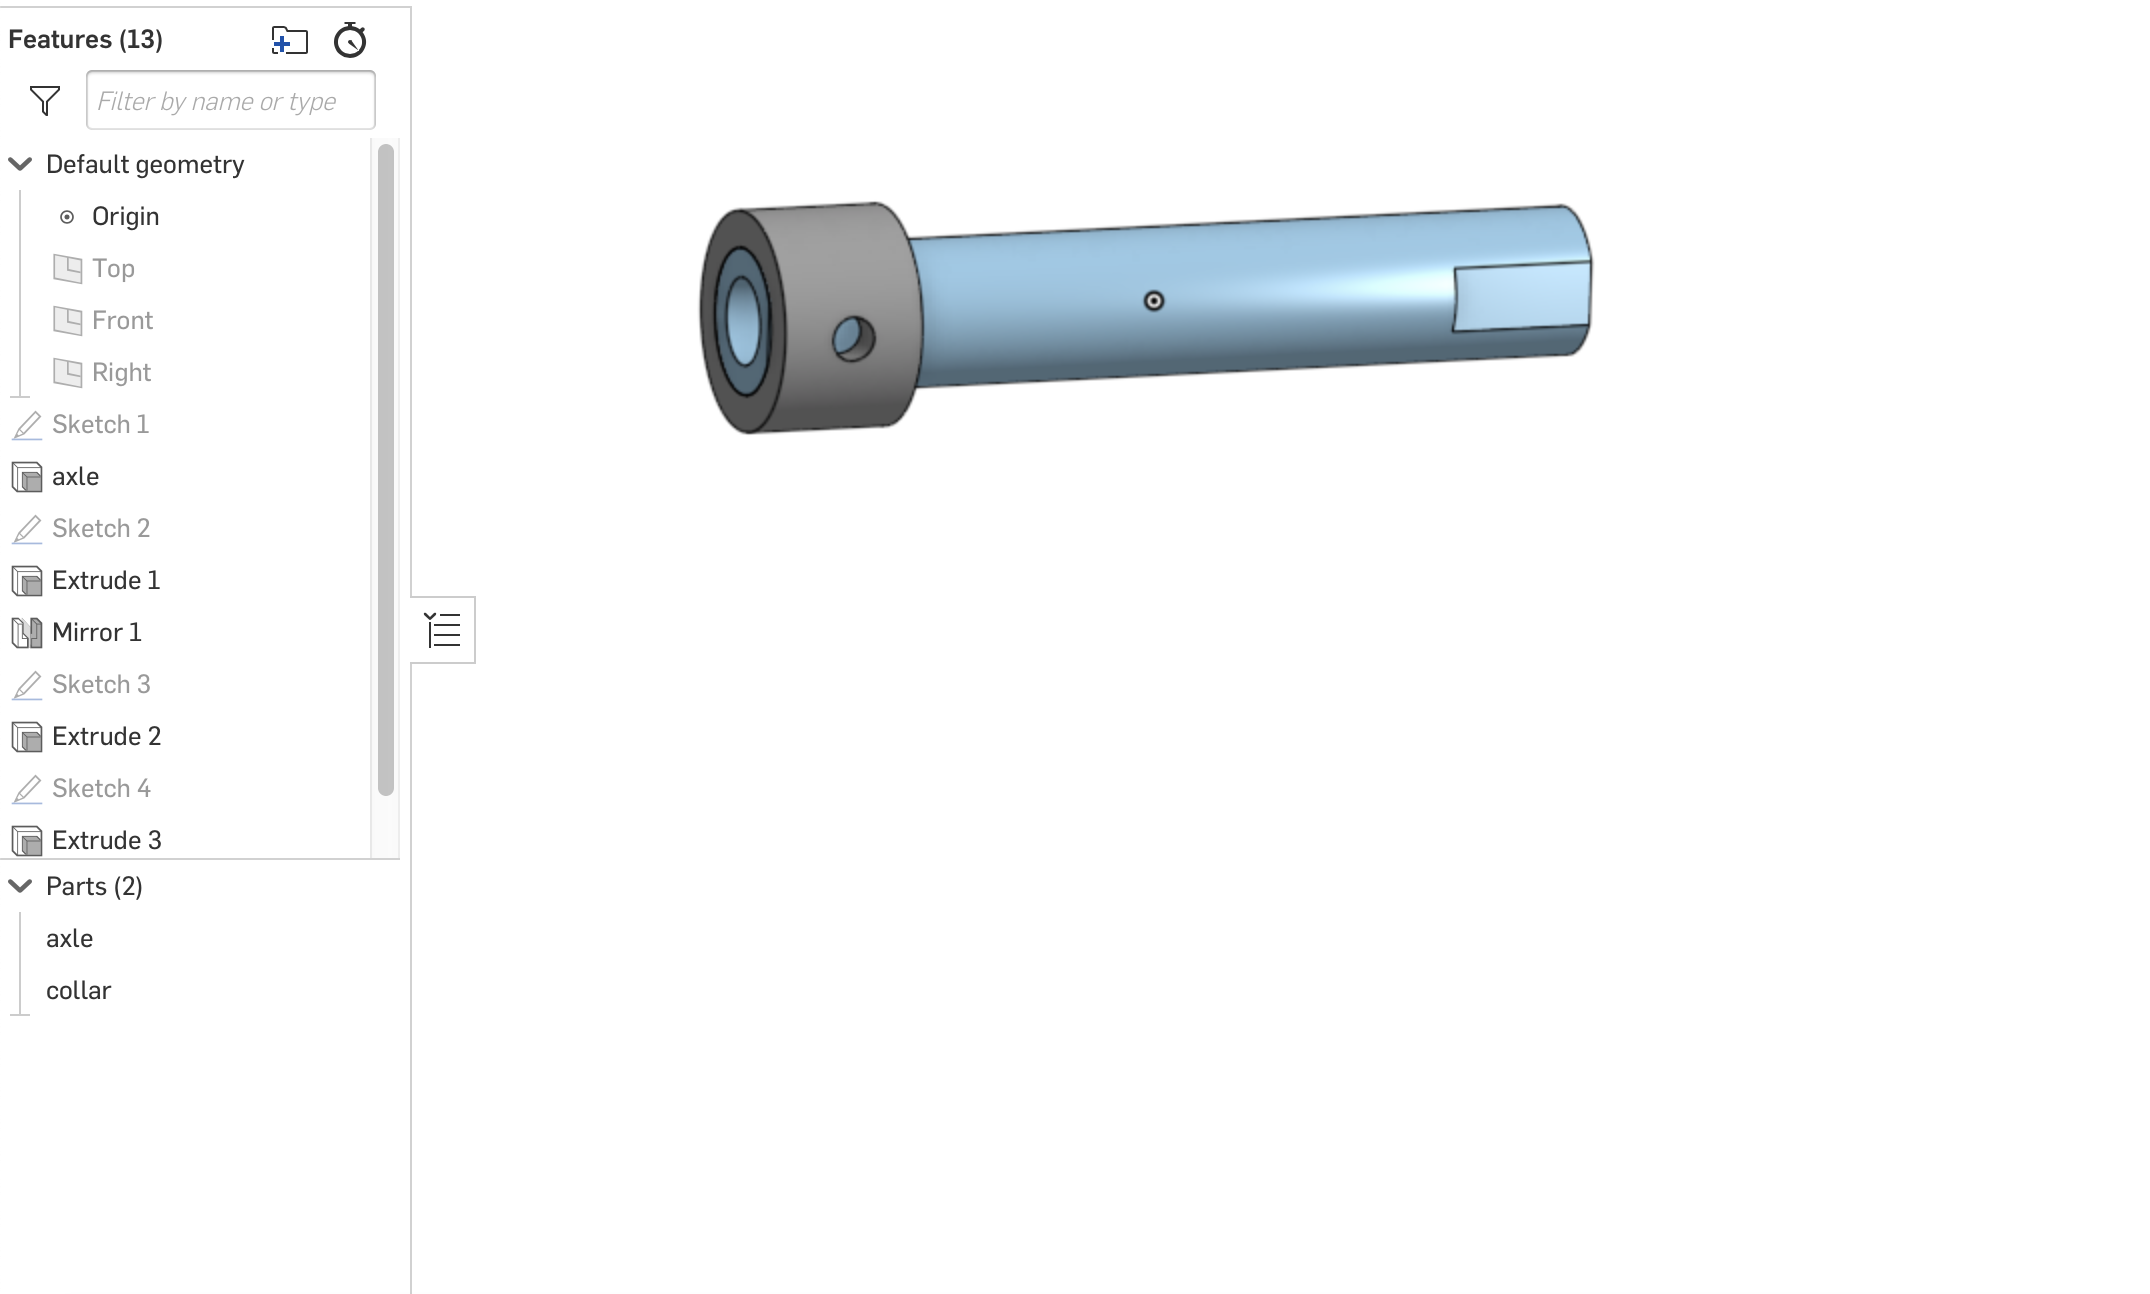 Features (13)
Filter by name or type
Default geometry
Origin
Top
Front
Right
Sketch 1
axle
Sketch 2
Extrude 1
Mirror 1
Sketch 3
Extrude 2
Sketch 4
Extrude 3
Parts (2)
axle
collar